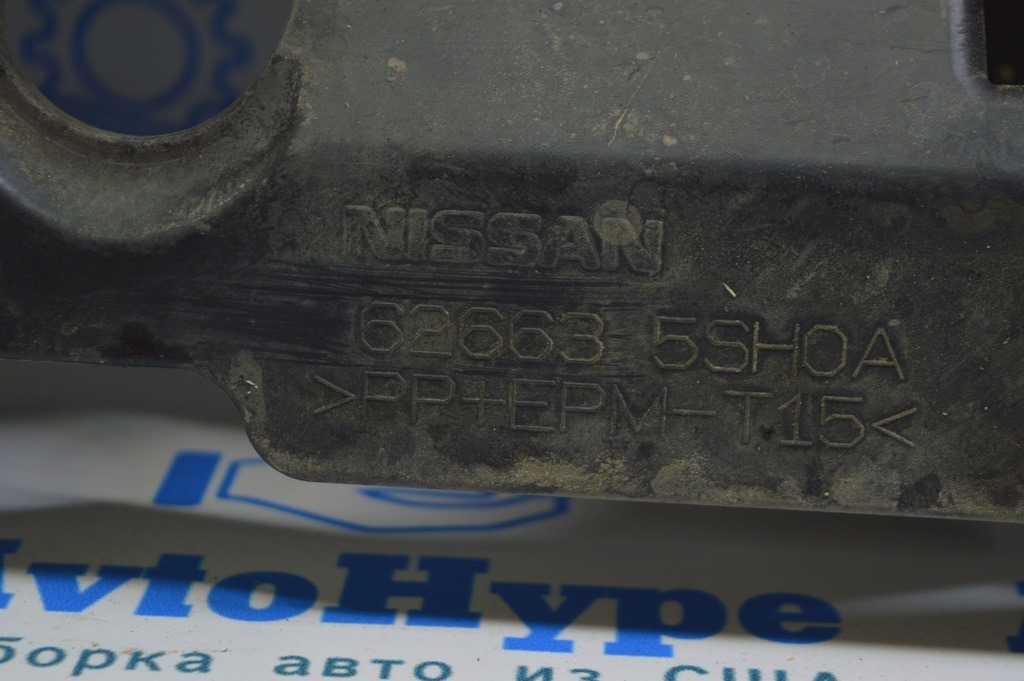 NISSAN
62663 5SH0A
>PP+EPM-T15<
AvtoHype
борка авто из США